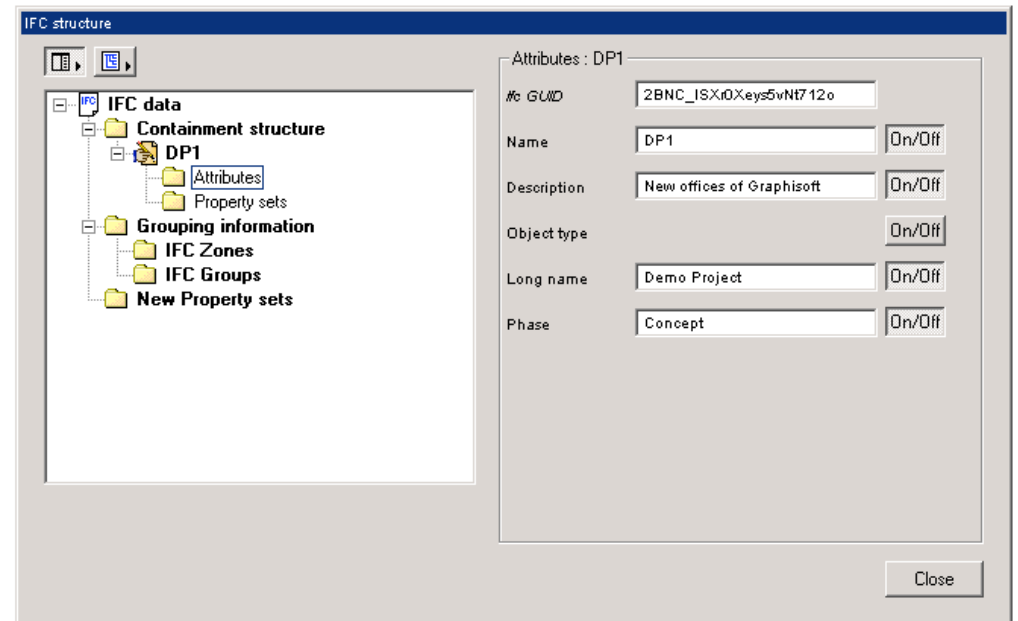 IFC structure
IFC
IFC data
Containment structure
DP1
Attributes
Property sets
Grouping information
IFC Zones
IFC Groups
New Property sets
Attributes : DP1
Ifc GUID 2BNC_ISXr0Xeys5vNt712o
Name DP1 On/Off
Description New offices of Graphisoft On/Off
Object type On/Off
Long name Demo Project On/Off
Phase Concept On/Off
Close